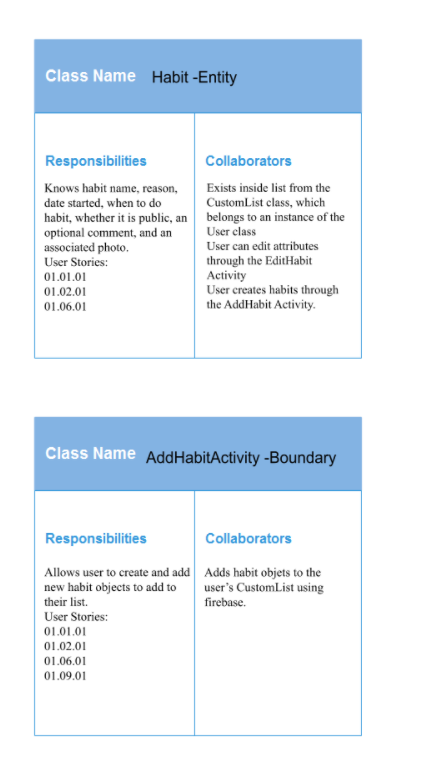 Class Name Habit -Entity
Responsibilities
Knows habit name, reason,
date started, when to do
habit, whether it is public, an
optional comment, and an
associated photo.
User Stories:
01.01.01
01.02.01
01.06.01
Collaborators
Exists inside list from the
CustomList class, which
belongs to an instance of the
User class
User can edit attributes
through the EditHabit
Activity
User creates habits through
the AddHabit Activity.
Class Name AddHabitActivity -Boundary
Responsibilities
Allows user to create and add
new habit objects to add to
their list.
User Stories:
01.01.01
01.02.01
01.06.01
01.09.01
Collaborators
Adds habit objets to the
user’s CustomList using
firebase.